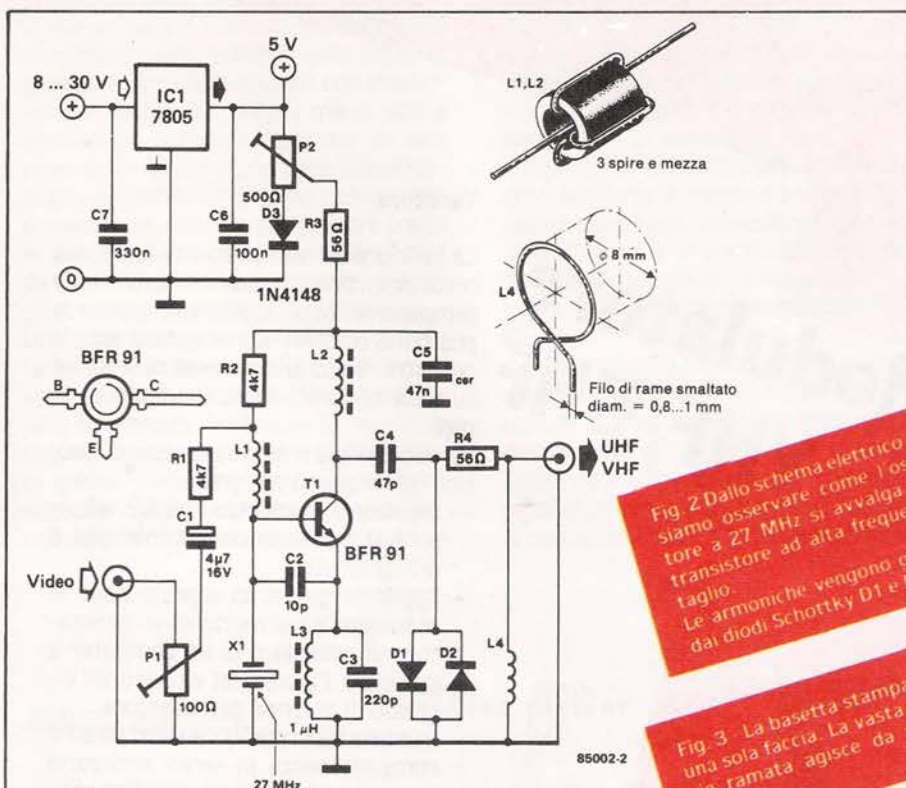 5 V
8 ... 30 V
IC1
7805
P2
500Ω
D3
R3
56Ω
C7
330n
C6
100n
1N4148
L1,L2
3 spire e mezza
ϕ 8 mm
L4
Filo di rame smaltato
diam. = 0,8...1 mm
BFR 91
B
C
E
R2
4k7
L2
C5
47n
cer
R1
4k7
L1
C4
47p
R4
56Ω
UHF
VHF
T1
BFR 91
C1
4µ7
16V
Video
C2
10p
P1
100Ω
X1
L3
1 µH
C3
220p
D1
D2
L4
27 MHz
85002-2
Fig. 2 Dallo schema elettrico
siamo osservare come l'os
tore a 27 MHz si avvalga
transistore ad alta freque
taglio.
Le armoniche vengono
dai diodi Schottky D1 e
Fig. 3 - La basetta stampa
una sola faccia. La vasta
ramata agisce da